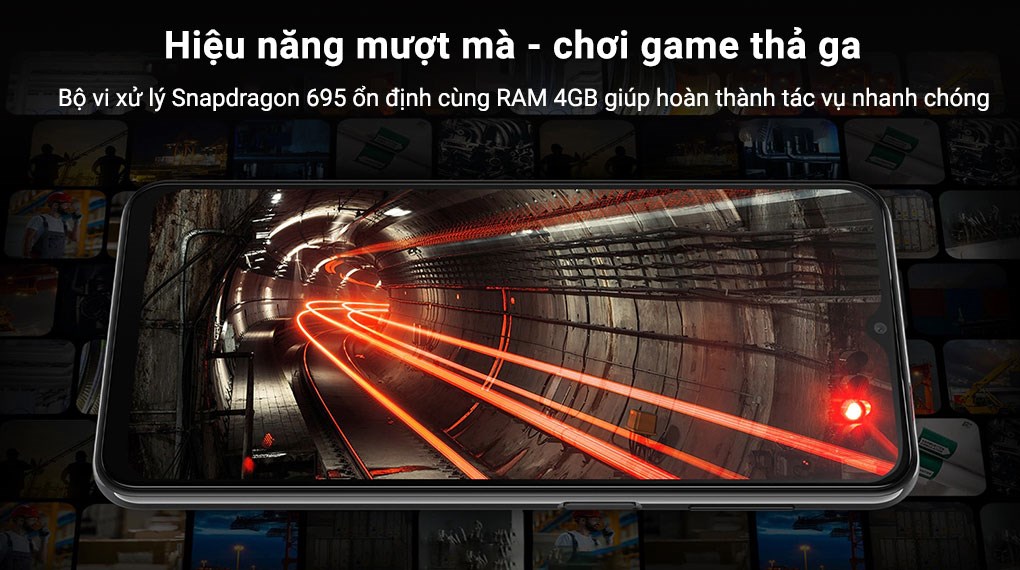 Hiệu năng mượt mà - chơi game thả ga
Bộ vi xử lý Snapdragon 695 ổn định cùng RAM 4GB giúp hoàn thành tác vụ nhanh chóng